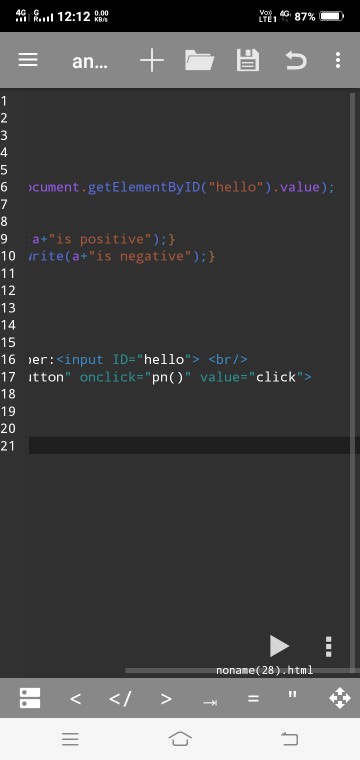 4G G 12:12 0.00 KB/s Vo)) LTE1 4G 87%
an...
1
2
3
4
5
6 ocument.getElementByID("hello").value);
7
8
9 a+"is positive");}
10 write(a+"is negative");}
11
12
13
14
15
16 per:<input ID="hello"> <br/>
17 utton" onclick="pn()" value="click">
18
19
20
21
noname(28).html
< </ > = "